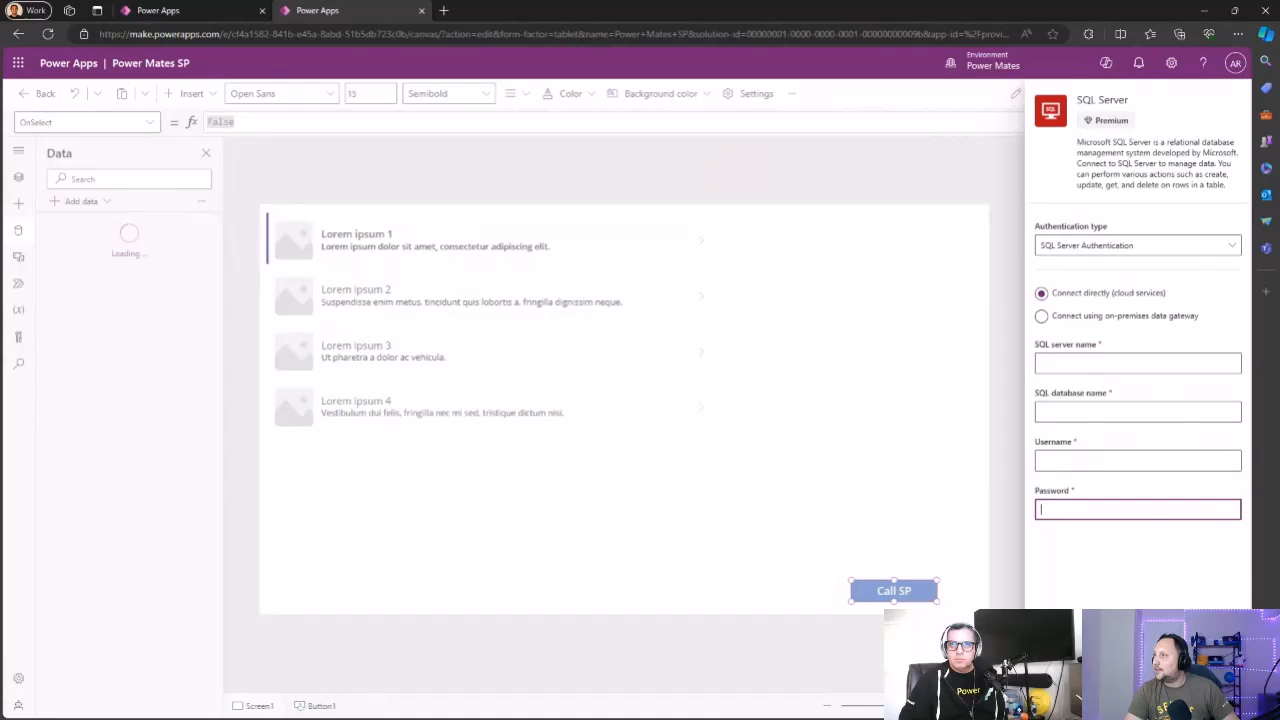 Work
Power Apps
Power Apps
https://make.powerapps.com/e/cf4a1582-841b-e45a-8abd-51b5db723c0b/canvas/?action=edit&form-factor=tablet&name=Power+Mates+SP&solution-id=00000001-0000-0000-0001-00000000009b&app-id=%2Fprovi...
Power Apps | Power Mates SP
Environment
Power Mates
AR
Back
Insert
Open Sans
15
Semibold
Color
Background color
Settings
OnSelect
= fx false
Data
Search
Add data
Loading...
Lorem ipsum 1
Lorem ipsum dolor sit amet, consectetur adipiscing elit.
Lorem ipsum 2
Suspendisse enim metus, tincidunt quis lobortis a, fringilla dignissim neque.
Lorem ipsum 3
Ut pharetra a dolor ac vehicula.
Lorem ipsum 4
Vestibulum dui felis, fringilla nec mi sed, tristique dictum nisi.
Call SP
Screen1
Button1
SQL
SQL Server
Premium
Microsoft SQL Server is a relational database
management system developed by Microsoft.
Connect to SQL Server to manage data. You
can perform various actions such as create,
update, get, and delete on rows in a table.
Authentication type
SQL Server Authentication
Connect directly (cloud services)
Connect using on-premises data gateway
SQL server name *
SQL database name *
Username *
Password *
Power